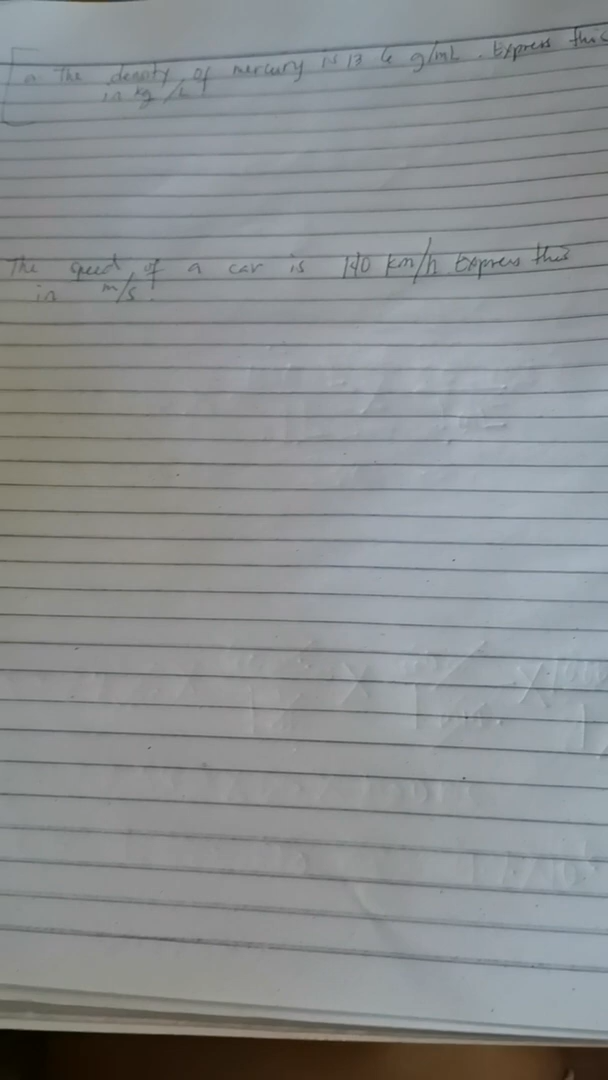 a The density of mercury is 13 6 g/mL. Express this
in kg/L
The speed of a car is 140 km/h. Express this
in m/s.